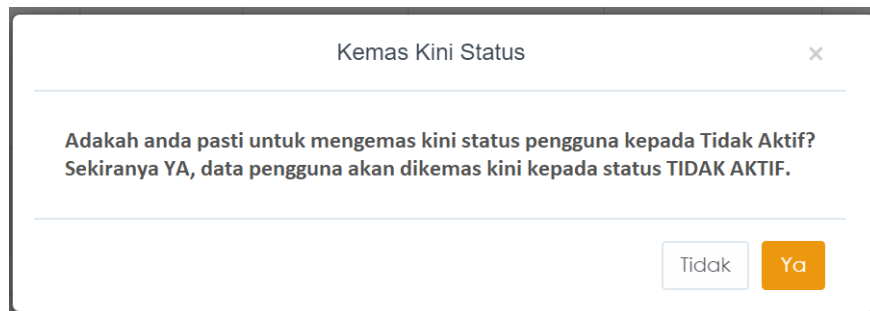 Kemas Kini Status
×
Adakah anda pasti untuk mengemas kini status pengguna kepada Tidak Aktif?
Sekiranya YA, data pengguna akan dikemas kini kepada status TIDAK AKTIF.
Tidak
Ya